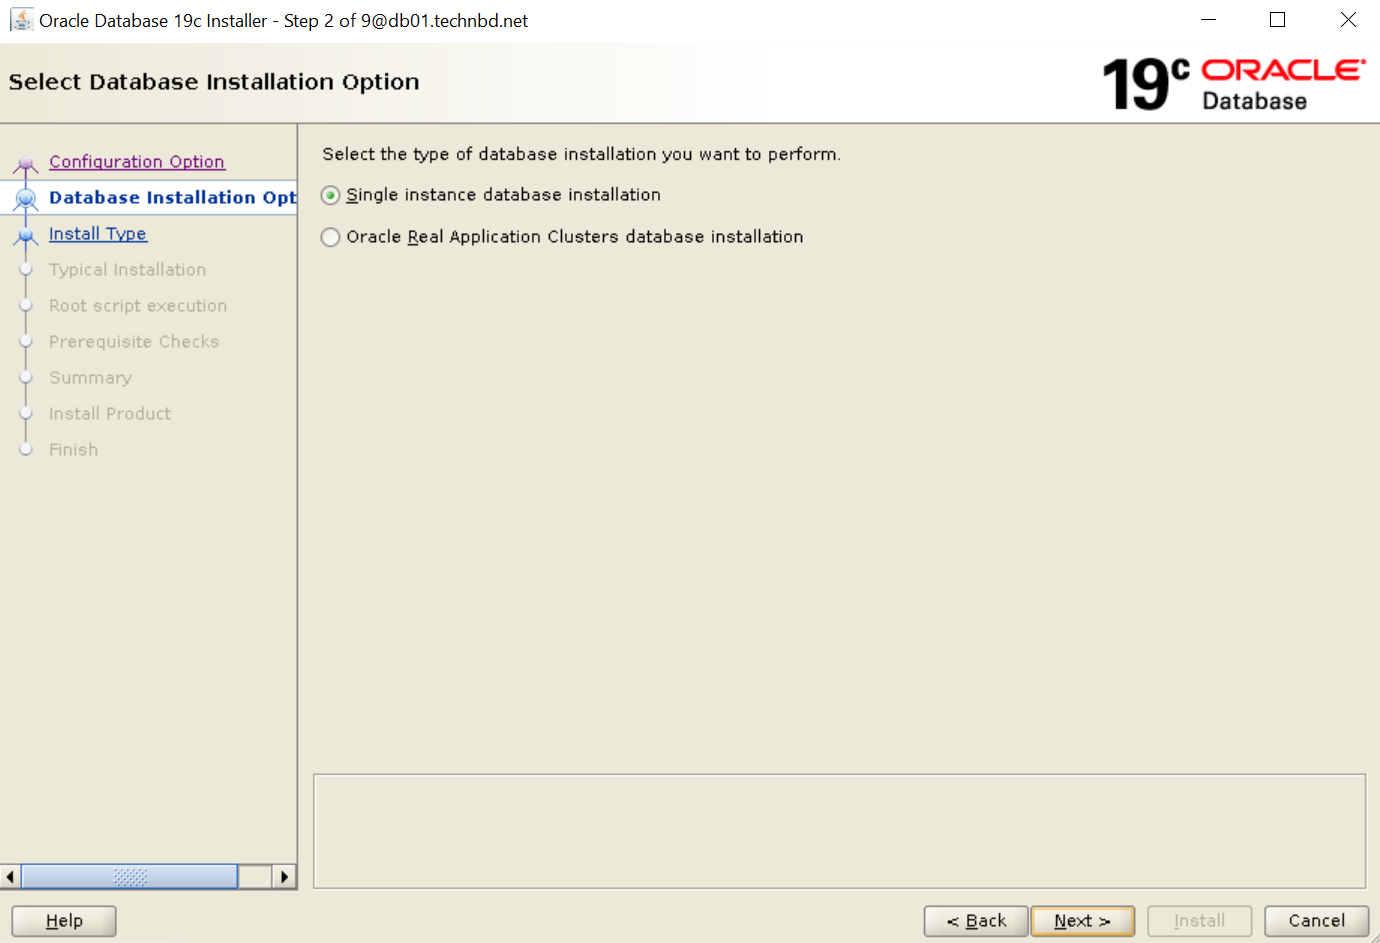 Oracle Database 19c Installer - Step 2 of 9@db01.technbd.net
Select Database Installation Option
19c ORACLE
Database
Configuration Option
Database Installation Opt
Install Type
Typical Installation
Root script execution
Prerequisite Checks
Summary
Install Product
Finish
Select the type of database installation you want to perform.
Single instance database installation
Oracle Real Application Clusters database installation
Help
< Back
Next >
Install
Cancel